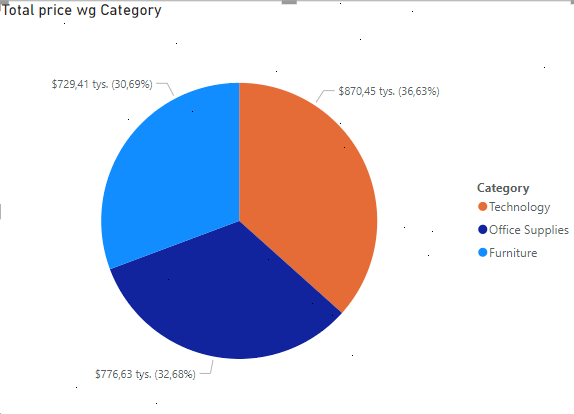 Total price wg Category
$729,41 tys. (30,69%)
$870,45 tys. (36,63%)
Category
Technology
Office Supplies
Furniture
$776,63 tys. (32,68%)